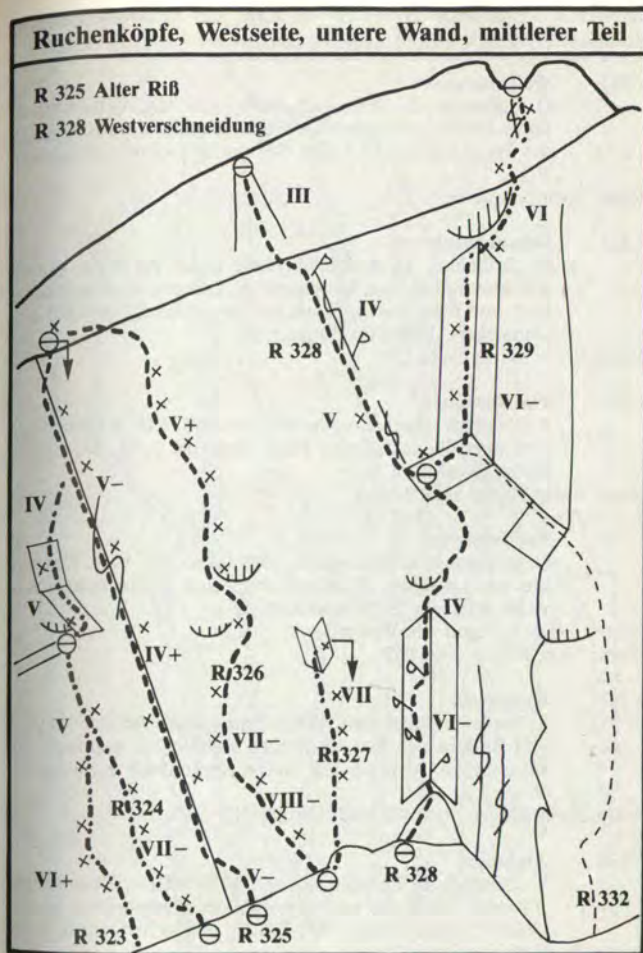 Ruchenköpfe, Westseite, untere Wand, mittlerer Teil
R 325 Alter Riß
R 328 Westverschneidung
III
VI
IV
R 328
R 329
V+
V
VI−
V−
IV
V
IV+
IV
R 326
VII
V
VI−
VII−
R 327
R 324
VIII−
VII−
VI+
V−
R 328
R 332
R 323
R 325